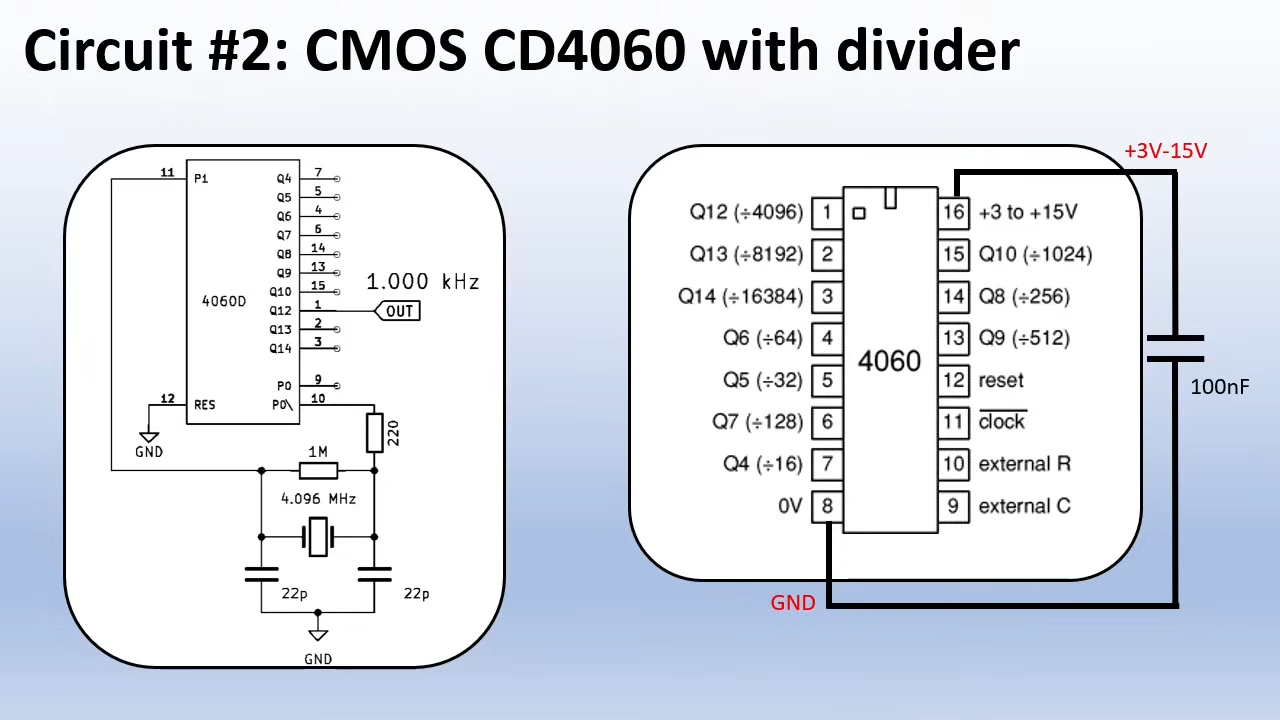 Circuit #2: CMOS CD4060 with divider
11
P1
Q4
7
Q5
5
Q6
4
Q7
6
Q8
14
Q9
13
Q10
15
Q12
1
Q13
2
Q14
3
4060D
1.000 kHz
OUT
P0
9
12
RES
P0\
10
GND
220
1M
4.096 MHz
22p
22p
GND
+3V-15V
Q12 (÷4096)
1
16
+3 to +15V
Q13 (÷8192)
2
15
Q10 (÷1024)
Q14 (÷16384)
3
14
Q8 (÷256)
Q6 (÷64)
4
13
Q9 (÷512)
4060
Q5 (÷32)
5
12
reset
Q7 (÷128)
6
11
clock
Q4 (÷16)
7
10
external R
0V
8
9
external C
100nF
GND